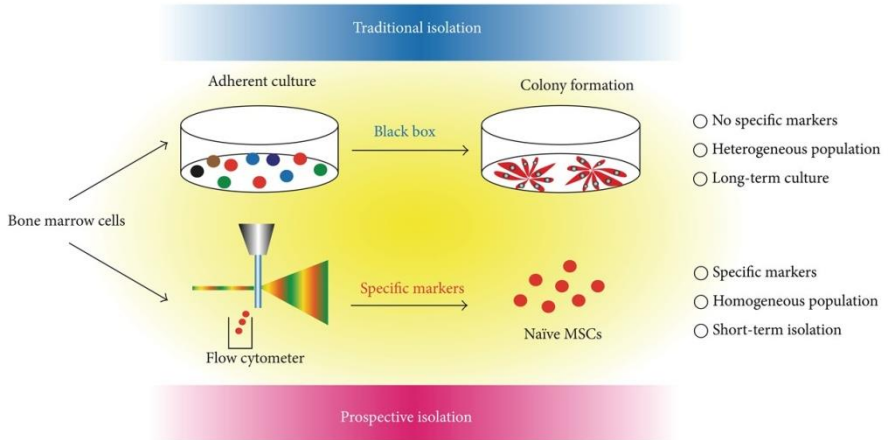 Traditional isolation
Adherent culture
Colony formation
Black box
○ No specific markers
○ Heterogeneous population
○ Long-term culture
Bone marrow cells
Specific markers
Flow cytometer
Naïve MSCs
○ Specific markers
○ Homogeneous population
○ Short-term isolation
Prospective isolation